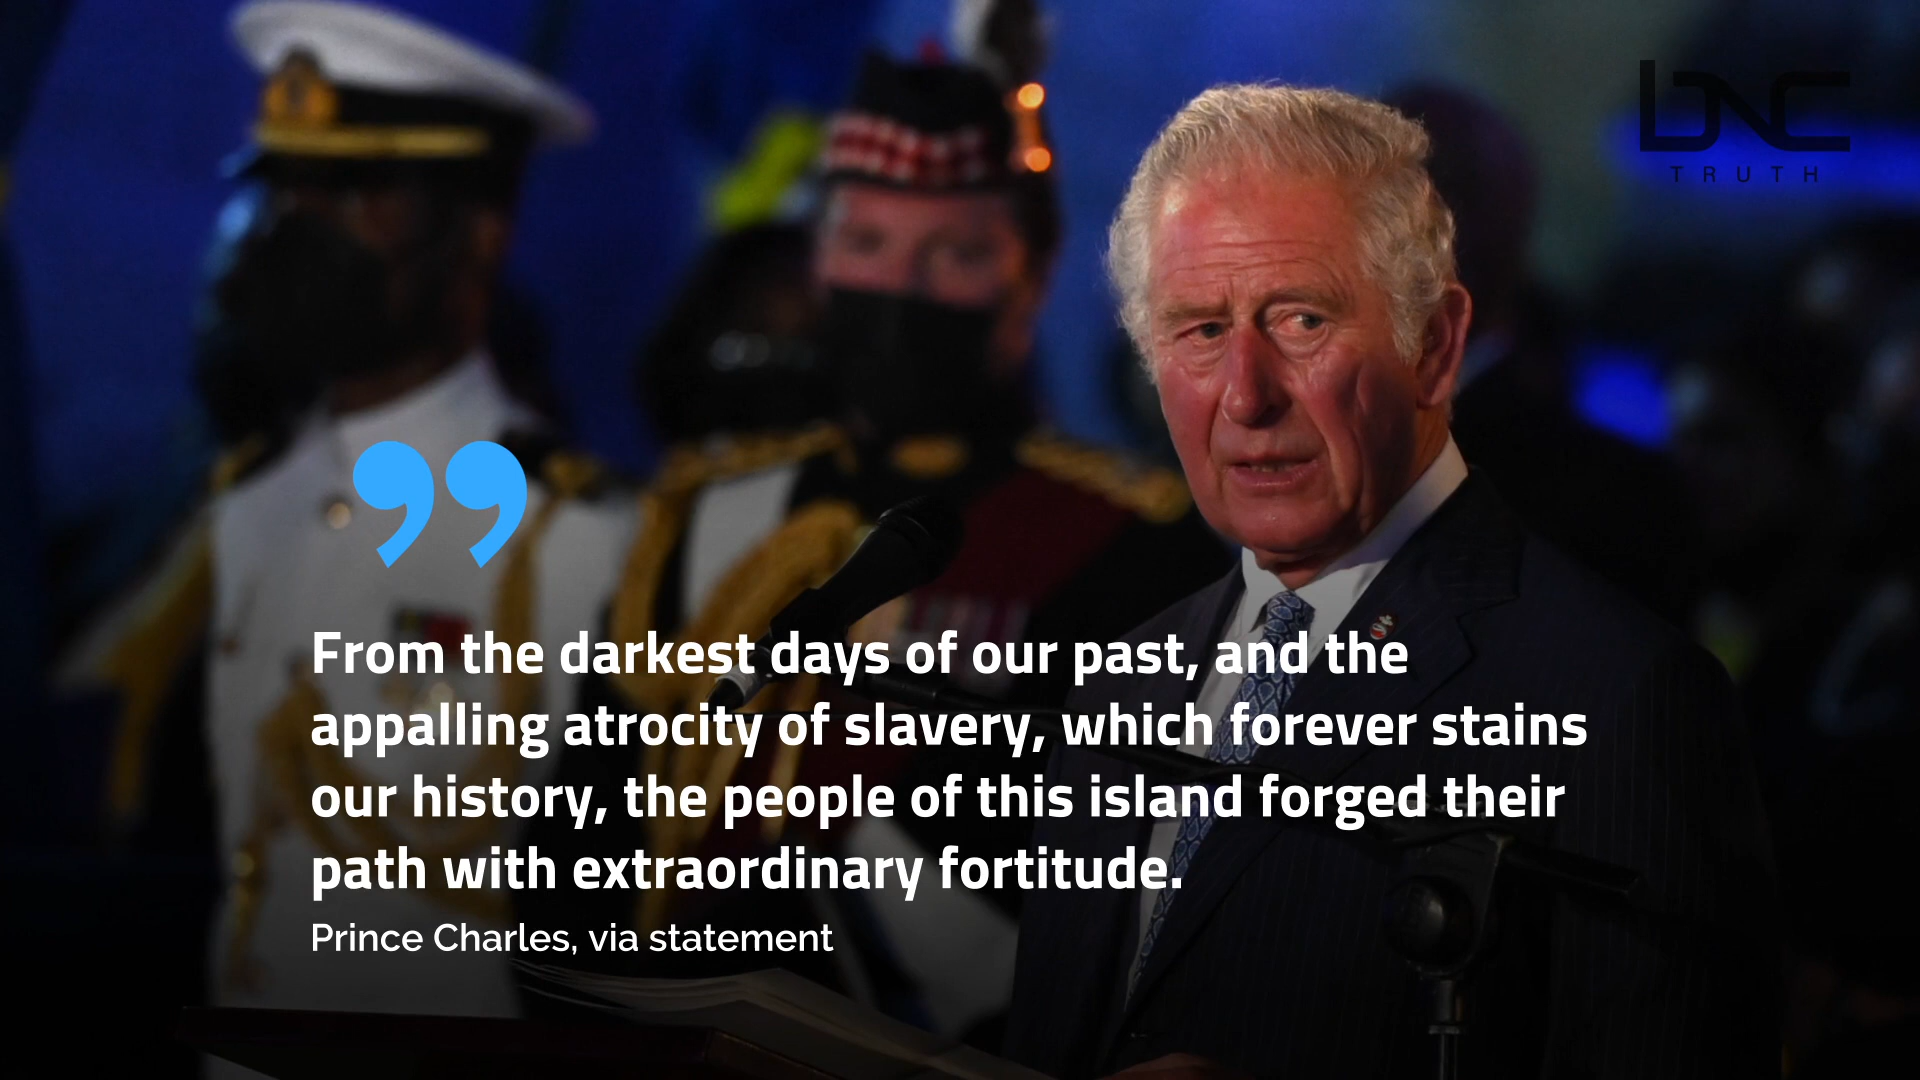 BNC
TRUTH
”
From the darkest days of our past, and the
appalling atrocity of slavery, which forever stains
our history, the people of this island forged their
path with extraordinary fortitude.
Prince Charles, via statement